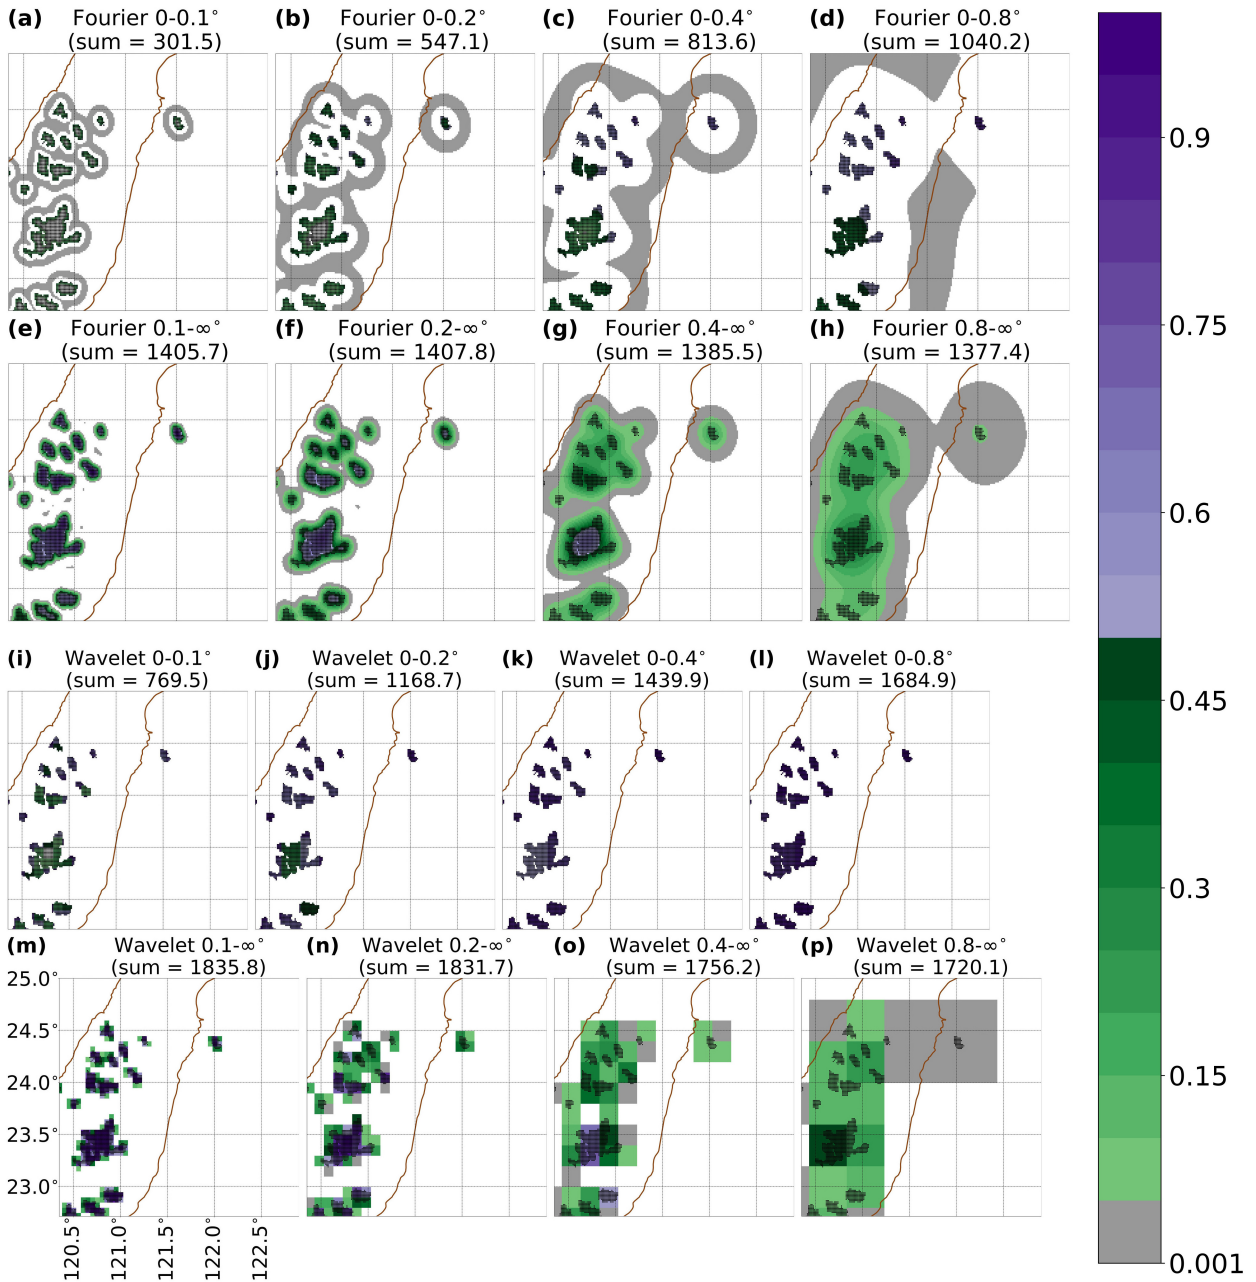 (a) Fourier 0-0.1°
(sum = 301.5)
(b) Fourier 0-0.2°
(sum = 547.1)
(c) Fourier 0-0.4°
(sum = 813.6)
(d) Fourier 0-0.8°
(sum = 1040.2)
(e) Fourier 0.1-∞°
(sum = 1405.7)
(f) Fourier 0.2-∞°
(sum = 1407.8)
(g) Fourier 0.4-∞°
(sum = 1385.5)
(h) Fourier 0.8-∞°
(sum = 1377.4)
(i) Wavelet 0-0.1°
(sum = 769.5)
(j) Wavelet 0-0.2°
(sum = 1168.7)
(k) Wavelet 0-0.4°
(sum = 1439.9)
(l) Wavelet 0-0.8°
(sum = 1684.9)
(m) Wavelet 0.1-∞°
(sum = 1835.8)
(n) Wavelet 0.2-∞°
(sum = 1831.7)
(o) Wavelet 0.4-∞°
(sum = 1756.2)
(p) Wavelet 0.8-∞°
(sum = 1720.1)
25.0°
24.5°
24.0°
23.5°
23.0°
120.5°
121.0°
121.5°
122.0°
122.5°
0.9
0.75
0.6
0.45
0.3
0.15
0.001